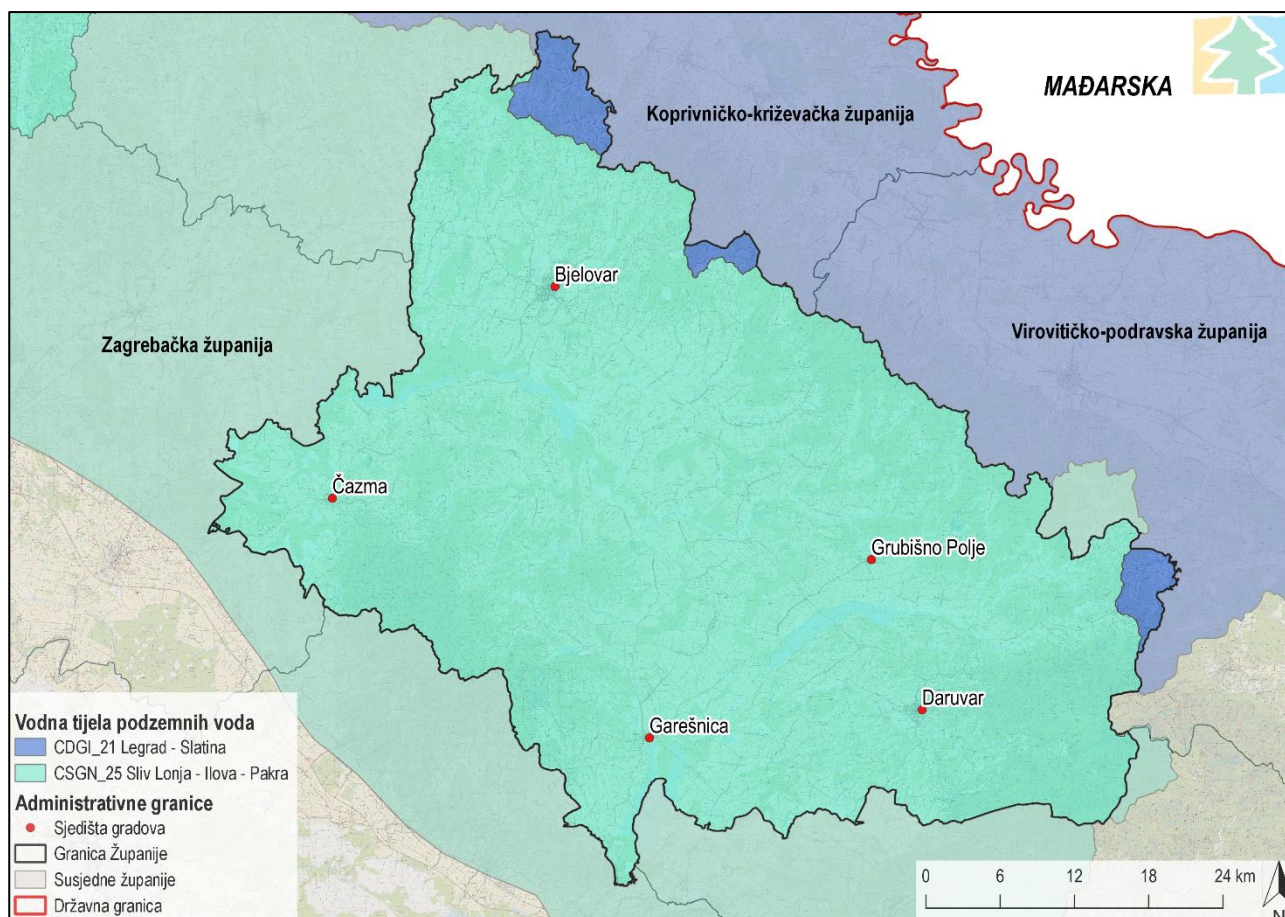 MAĐARSKA
Koprivničko-križevačka županija
Bjelovar
Virovitičko-podravska županija
Zagrebačka županija
Čazma
Grubišno Polje
Daruvar
Garešnica
Vodna tijela podzemnih voda
CDGI_21 Legrad - Slatina
CSGN_25 Sliv Lonja - Ilova - Pakra
Administrativne granice
Sjedišta gradova
Granica Županije
Susjedne županije
Državna granica
0 6 12 18 24 km
N